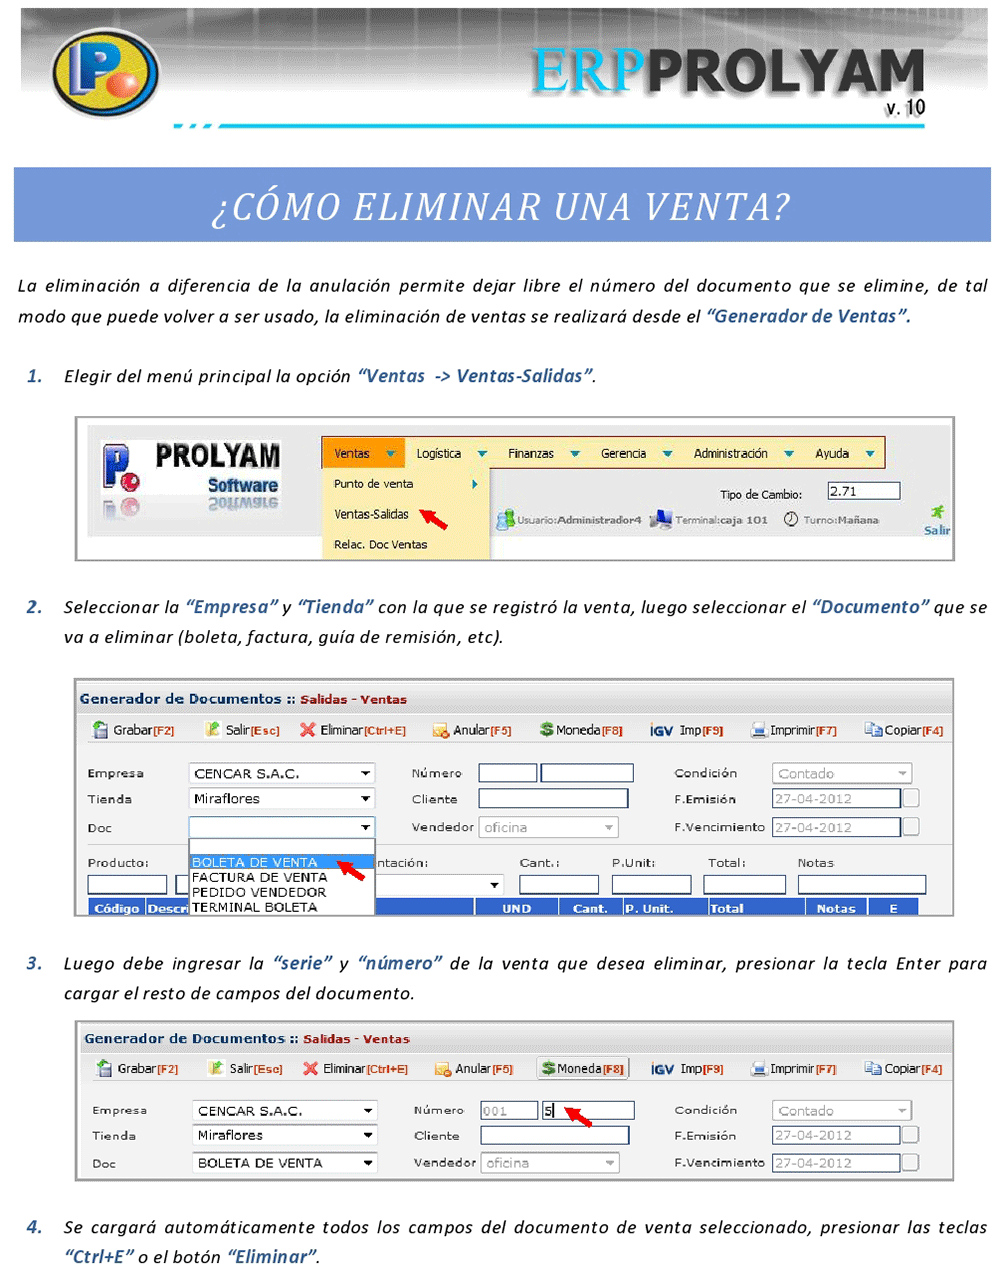 ERPPROLYAM
v. 10
¿CÓMO ELIMINAR UNA VENTA?
La eliminación a diferencia de la anulación permite dejar libre el número del documento que se elimine, de tal
modo que puede volver a ser usado, la eliminación de ventas se realizará desde el “Generador de Ventas”.
1. Elegir del menú principal la opción “Ventas -> Ventas-Salidas”.
PROLYAM
Software
Ventas Logística Finanzas Gerencia Administración Ayuda
Punto de venta
Tipo de Cambio: 2.71
Ventas-Salidas
Usuario:Administrador4 Terminal:caja 101 Turno:Mañana
Salir
Relac. Doc Ventas
2. Seleccionar la “Empresa” y “Tienda” con la que se registró la venta, luego seleccionar el “Documento” que se
va a eliminar (boleta, factura, guía de remisión, etc).
Generador de Documentos :: Salidas - Ventas
Grabar[F2] Salir[Esc] Eliminar[Ctrl+E] Anular[F5] Moneda[F8] IGV Imp[F9] Imprimir[F7] Copiar[F4]
Empresa CENCAR S.A.C. Número Condición Contado
Tienda Miraflores Cliente F.Emisión 27-04-2012
Doc Vendedor oficina F.Vencimiento 27-04-2012
Producto: ntación: Cant.: P.Unit: Total: Notas
BOLETA DE VENTA
FACTURA DE VENTA
PEDIDO VENDEDOR
TERMINAL BOLETA
Código Descri UND Cant. P. Unit. Total Notas E
3. Luego debe ingresar la “serie” y “número” de la venta que desea eliminar, presionar la tecla Enter para
cargar el resto de campos del documento.
Generador de Documentos :: Salidas - Ventas
Grabar[F2] Salir[Esc] Eliminar[Ctrl+E] Anular[F5] Moneda[F8] IGV Imp[F9] Imprimir[F7] Copiar[F4]
Empresa CENCAR S.A.C. Número 001 5 Condición Contado
Tienda Miraflores Cliente F.Emisión 27-04-2012
Doc BOLETA DE VENTA Vendedor oficina F.Vencimiento 27-04-2012
4. Se cargará automáticamente todos los campos del documento de venta seleccionado, presionar las teclas
“Ctrl+E” o el botón “Eliminar”.